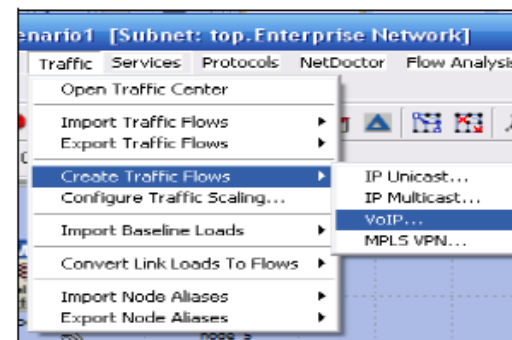 enario1 [Subnet: top.Enterprise Network]
Traffic Services Protocols NetDoctor Flow Analysis
Open Traffic Center
Import Traffic Flows
Export Traffic Flows
Create Traffic Flows
IP Unicast...
Configure Traffic Scaling...
IP Multicast...
VoIP...
Import Baseline Loads
MPLS VPN...
Convert Link Loads To Flows
Import Node Aliases
Export Node Aliases